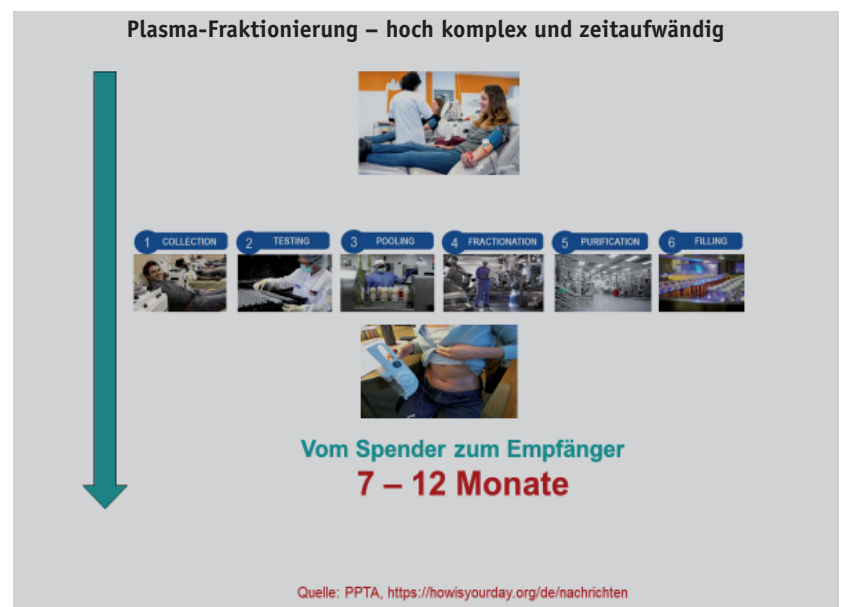 Plasma-Fraktionierung – hoch komplex und zeitaufwändig
1 COLLECTION
2 TESTING
3 POOLING
4 FRACTIONATION
5 PURIFICATION
6 FILLING
Vom Spender zum Empfänger
7 – 12 Monate
Quelle: PPTA, https://howisyourday.org/de/nachrichten